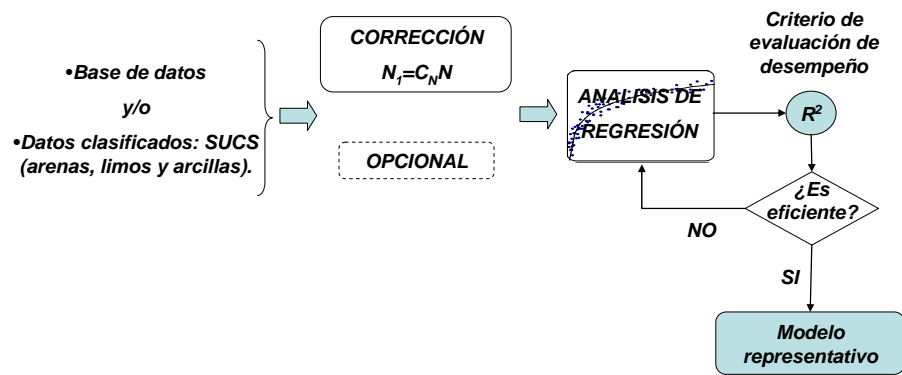 •Base de datos
y/o
•Datos clasificados: SUCS
(arenas, limos y arcillas).
CORRECCIÓN
N1=CNN
OPCIONAL
ANALISIS DE
REGRESIÓN
Criterio de
evaluación de
desempeño
R²
¿Es
eficiente?
NO
SI
Modelo
representativo